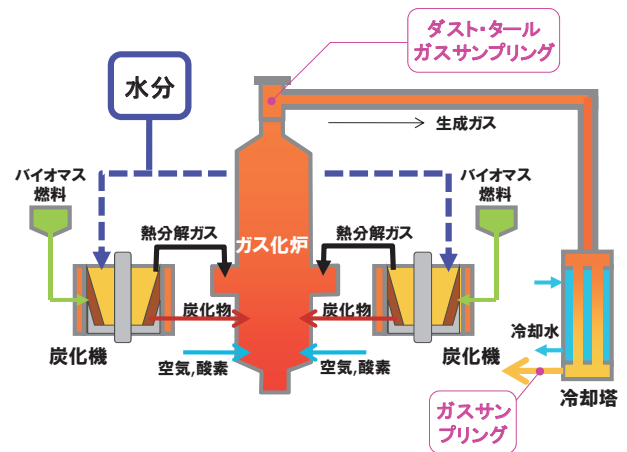 ダスト・タール
ガスサンプリング
水分
生成ガス
バイオマス
燃料
バイオマス
燃料
熱分解ガス
ガス化炉
熱分解ガス
炭化物
炭化物
冷却水
炭化機
空気,酸素
空気,酸素
炭化機
冷却塔
ガスサン
プリング